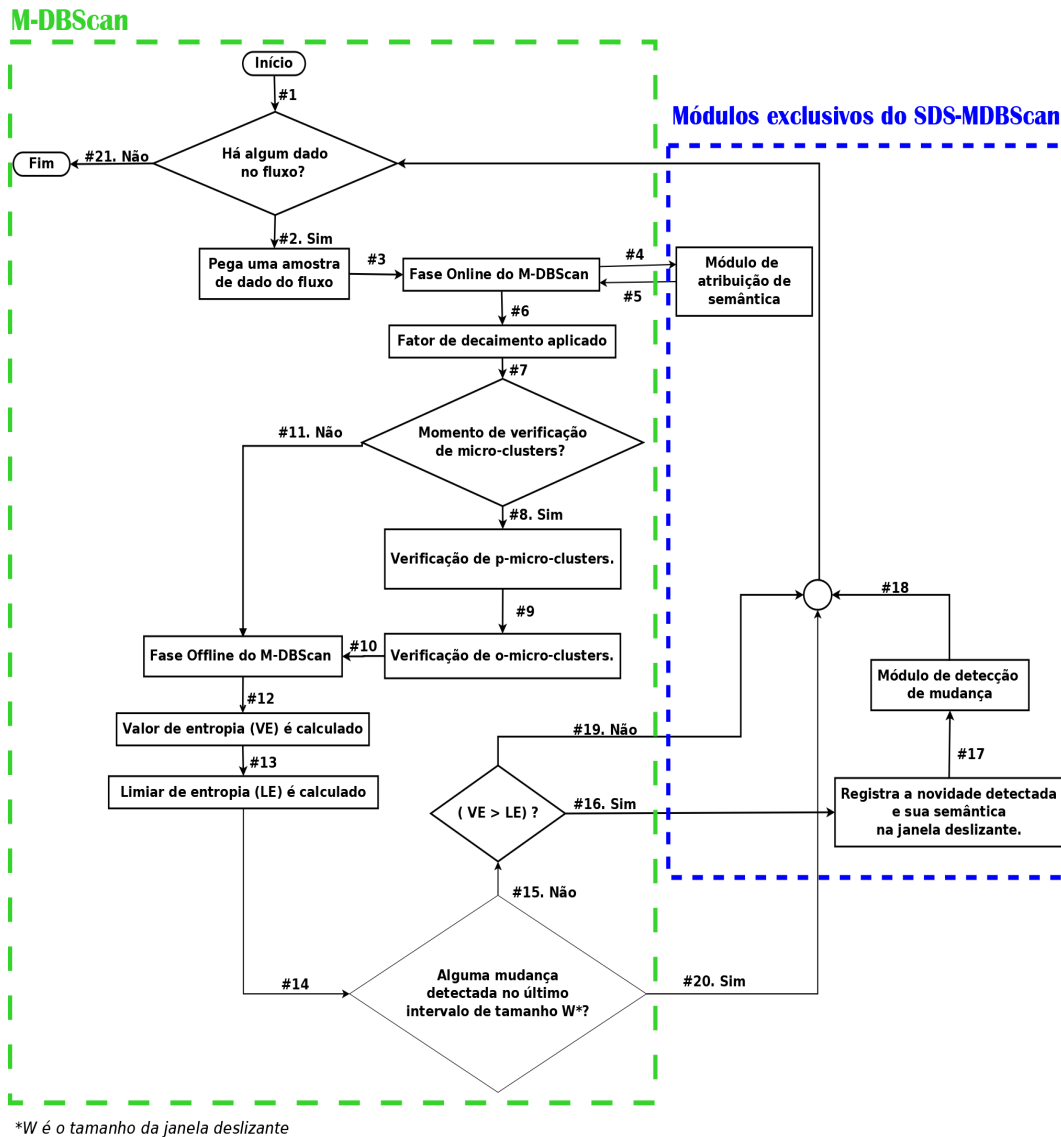 M-DBScan
Início
#1
Módulos exclusivos do SDS-MDBScan
Há algum dado
no fluxo?
#21. Não
Fim
#2. Sim
Pega uma amostra
de dado do fluxo
#3
Fase Online do M-DBScan
#4
#5
Módulo de
atribuição de
semântica
#6
Fator de decaimento aplicado
#7
#11. Não
Momento de verificação
de micro-clusters?
#8. Sim
Verificação de p-micro-clusters.
#9
#18
Fase Offline do M-DBScan
#10
Verificação de o-micro-clusters.
Módulo de detecção
de mudança
#12
Valor de entropia (VE) é calculado
#19. Não
#13
#17
Limiar de entropia (LE) é calculado
( VE > LE) ?
#16. Sim
Registra a novidade detectada
e sua semântica
na janela deslizante.
#15. Não
#14
Alguma mudança
detectada no último
intervalo de tamanho W*?
#20. Sim
*W é o tamanho da janela deslizante